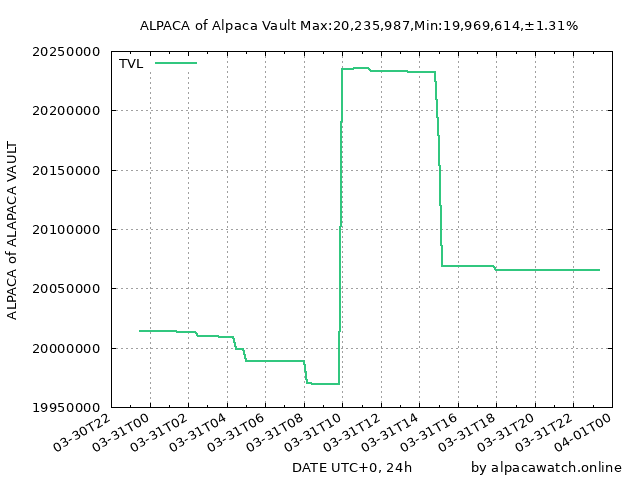 ALPACA of Alpaca Vault Max:20,235,987,Min:19,969,614,±1.31%
TVL
ALPACA of ALAPACA VAULT
20250000
20200000
20150000
20100000
20050000
20000000
19950000
03-30T22
03-31T00
03-31T02
03-31T04
03-31T06
03-31T08
03-31T10
03-31T12
03-31T14
03-31T16
03-31T18
03-31T20
03-31T22
04-01T00
DATE UTC+0, 24h
by alpacawatch.online